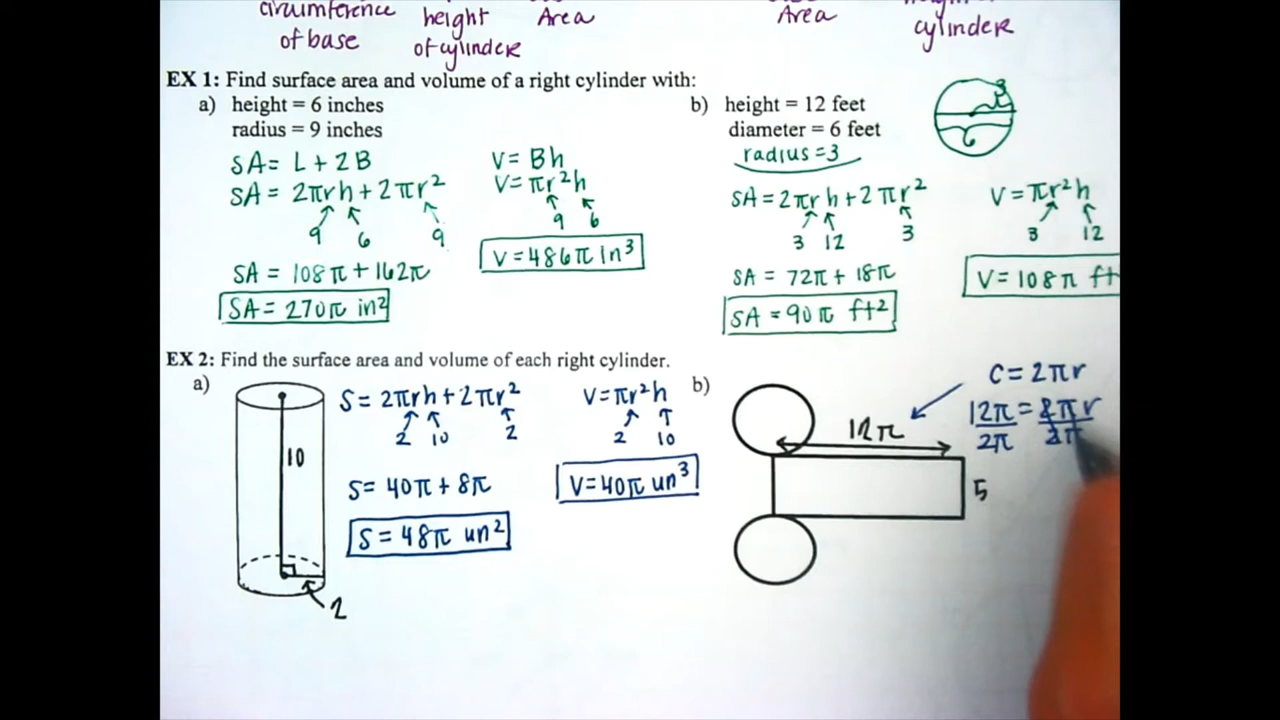 circumference of base
height of cylinder
Area
Area
cylinder
EX 1: Find surface area and volume of a right cylinder with:
a) height = 6 inches
radius = 9 inches
SA = L + 2B
SA = 2πrh + 2πr²
9 6 9
SA = 108π + 162π
SA = 270π in²
V = Bh
V = πr²h
9 6
V = 486π in³
b) height = 12 feet
diameter = 6 feet
radius = 3
3
6
SA = 2πrh + 2πr²
3 12 3
SA = 72π + 18π
SA = 90π ft²
V = πr²h
3 12
V = 108π ft
EX 2: Find the surface area and volume of each right cylinder.
a)
10
2
S = 2πrh + 2πr²
2 10 2
S = 40π + 8π
S = 48π un²
V = πr²h
2 10
V = 40π un³
b)
12π
5
C = 2πr
12π = 2πr
2π 2π